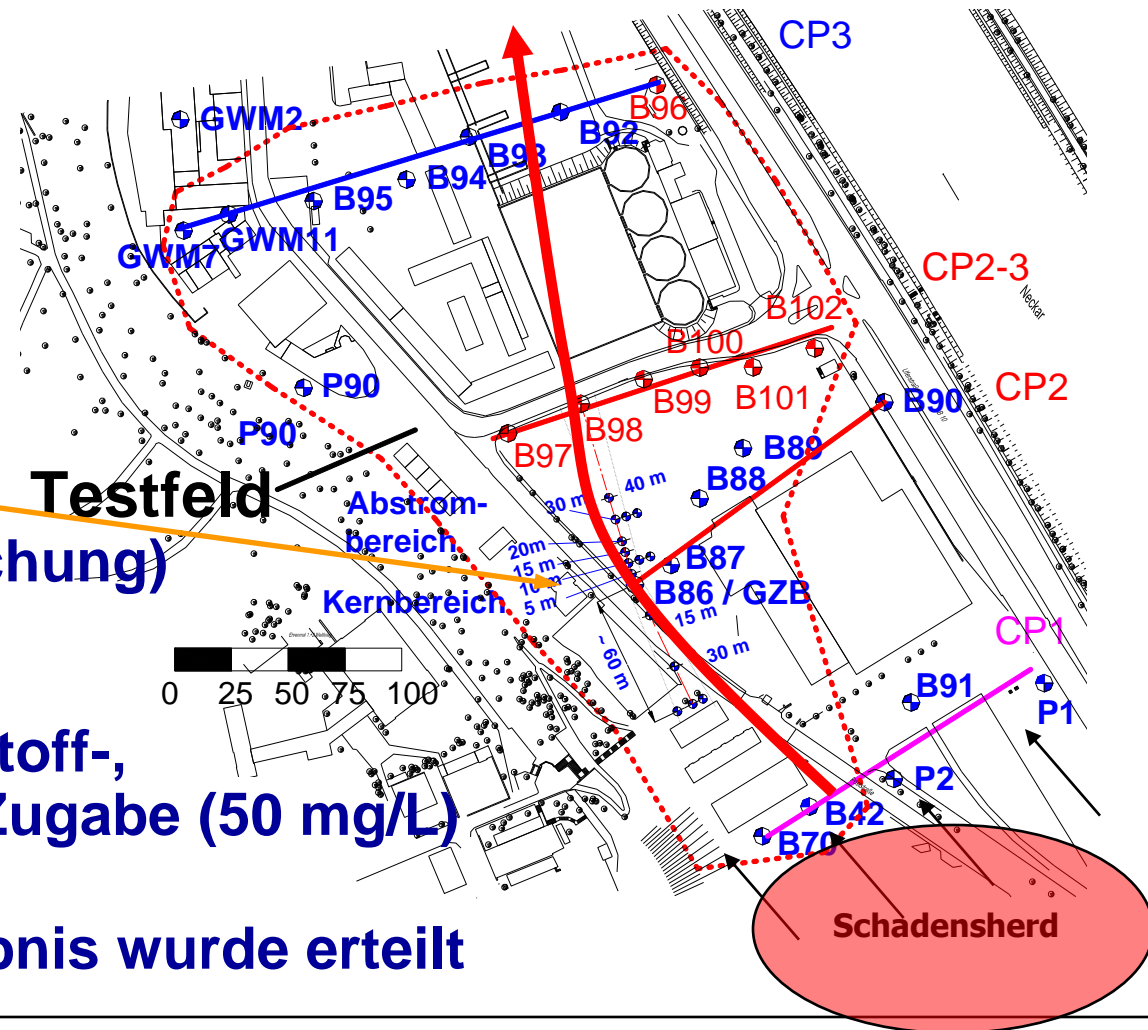 CP3
B96
GWM2
B92
B93
B94
B95
GWM11
GWM7
CP2-3
Neckar
B102
B100
CP2
B99
B101
P90
B90
B98
P90
B97
B89
Testfeld
B88
40 m
30 m
Abstrom-
bereich
20m
15 m
chung)
B87
10
5 m
B86 / GZB
Kernbereich
15 m
30 m
~ 60 m
CP1
0 25 50 75 100
B91
P1
toff-,
P2
Zugabe (50 mg/L)
B42
B70
Schadensherd
bnis wurde erteilt